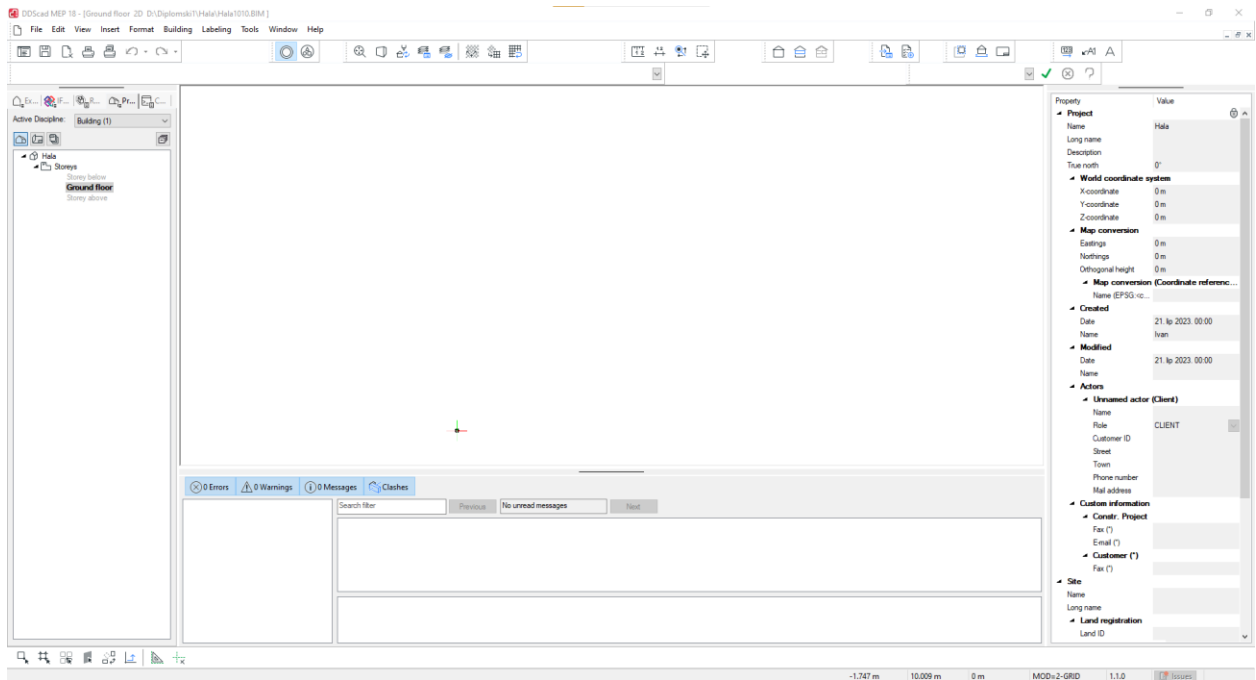 DDScad MEP 18 - [Ground floor 2D D:\Diplomski1\Hala\Hala1010.BIM ]
File Edit View Insert Format Building Labeling Tools Window Help
Ex... IF... R... Pr... C...
Active Discipline: Building (1)
Hala
Storeys
Storey below
Ground floor
Storey above
0 Errors 0 Warnings 0 Messages Clashes
Search filter Previous No unread messages Next
Property Value
Project
Name Hala
Long name
Description
True north 0°
World coordinate system
X-coordinate 0 m
Y-coordinate 0 m
Z-coordinate 0 m
Map conversion
Eastings 0 m
Northings 0 m
Orthogonal height 0 m
Map conversion (Coordinate referenc...
Name (EPSG:<c...
Created
Date 21. lip 2023. 00:00
Name Ivan
Modified
Date 21. lip 2023. 00:00
Name
Actors
Unnamed actor (Client)
Name
Role CLIENT
Customer ID
Street
Town
Phone number
Mail address
Custom information
Constr. Project
Fax (*)
E-mail (*)
Customer (*)
Fax (*)
Site
Name
Long name
Land registration
Land ID
-1.747 m 10.009 m 0 m MOD=2-GRID 1.1.0 Issues